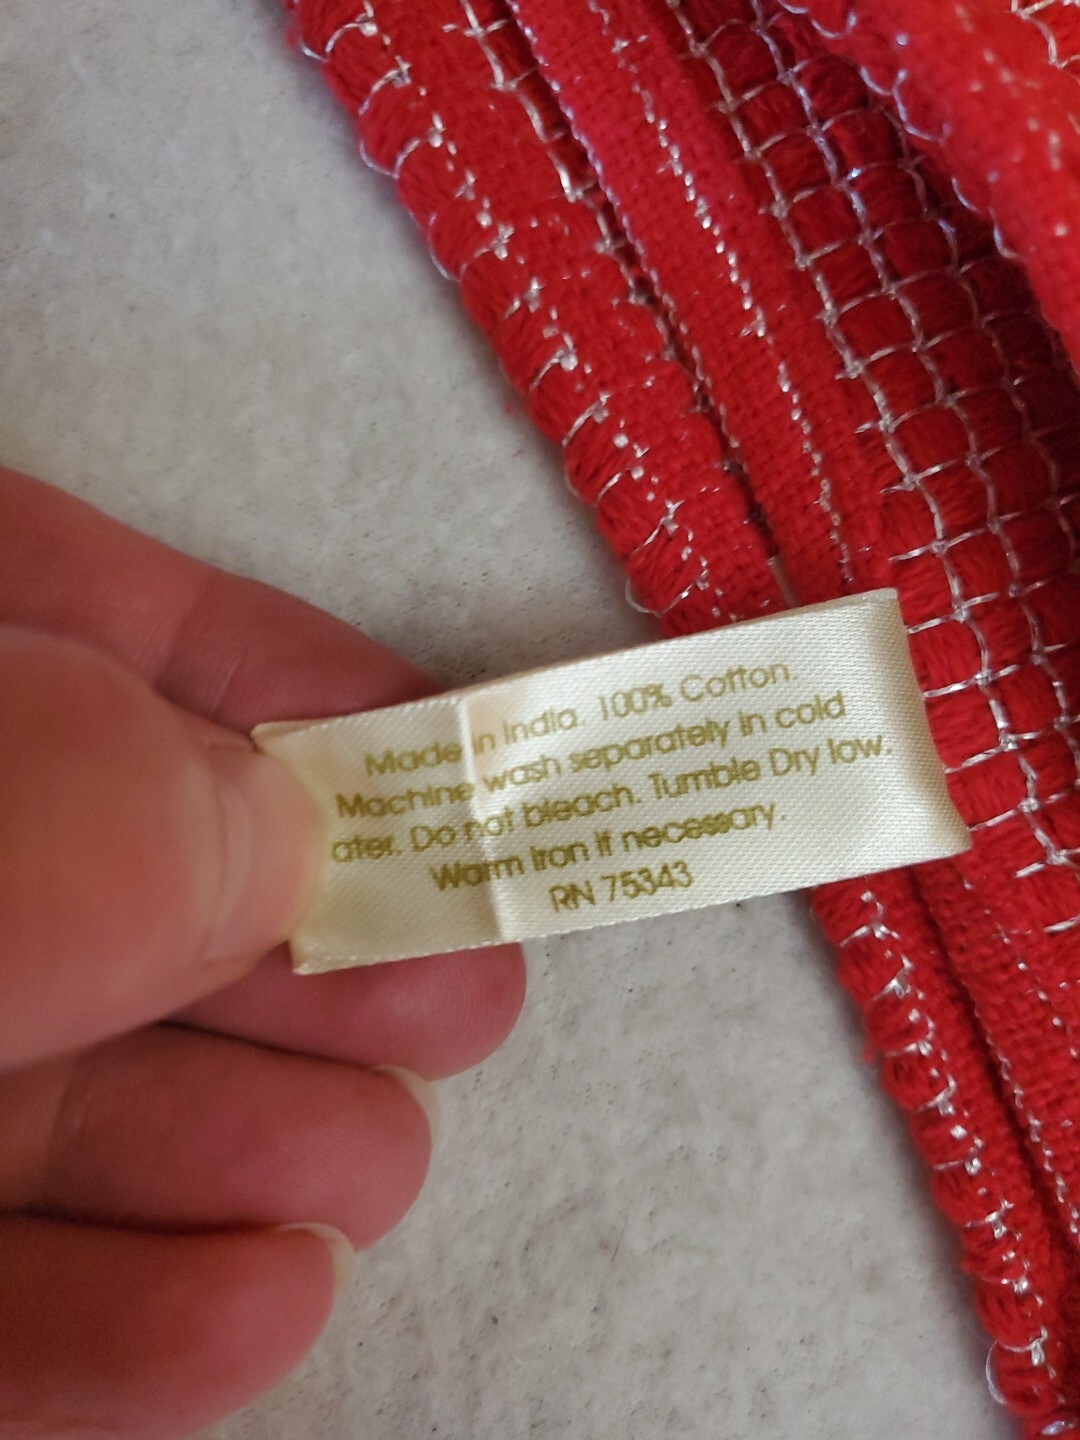 Made in India. 100% Cotton.
Machine wash separately in cold
ater. Do not bleach. Tumble Dry low.
Warm Iron if necessary.
RN 75343